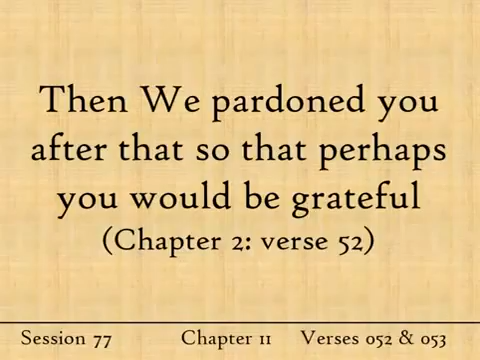 Then We pardoned you
after that so that perhaps
you would be grateful
(Chapter 2: verse 52)
Session 77 Chapter 11 Verses 052 & 053